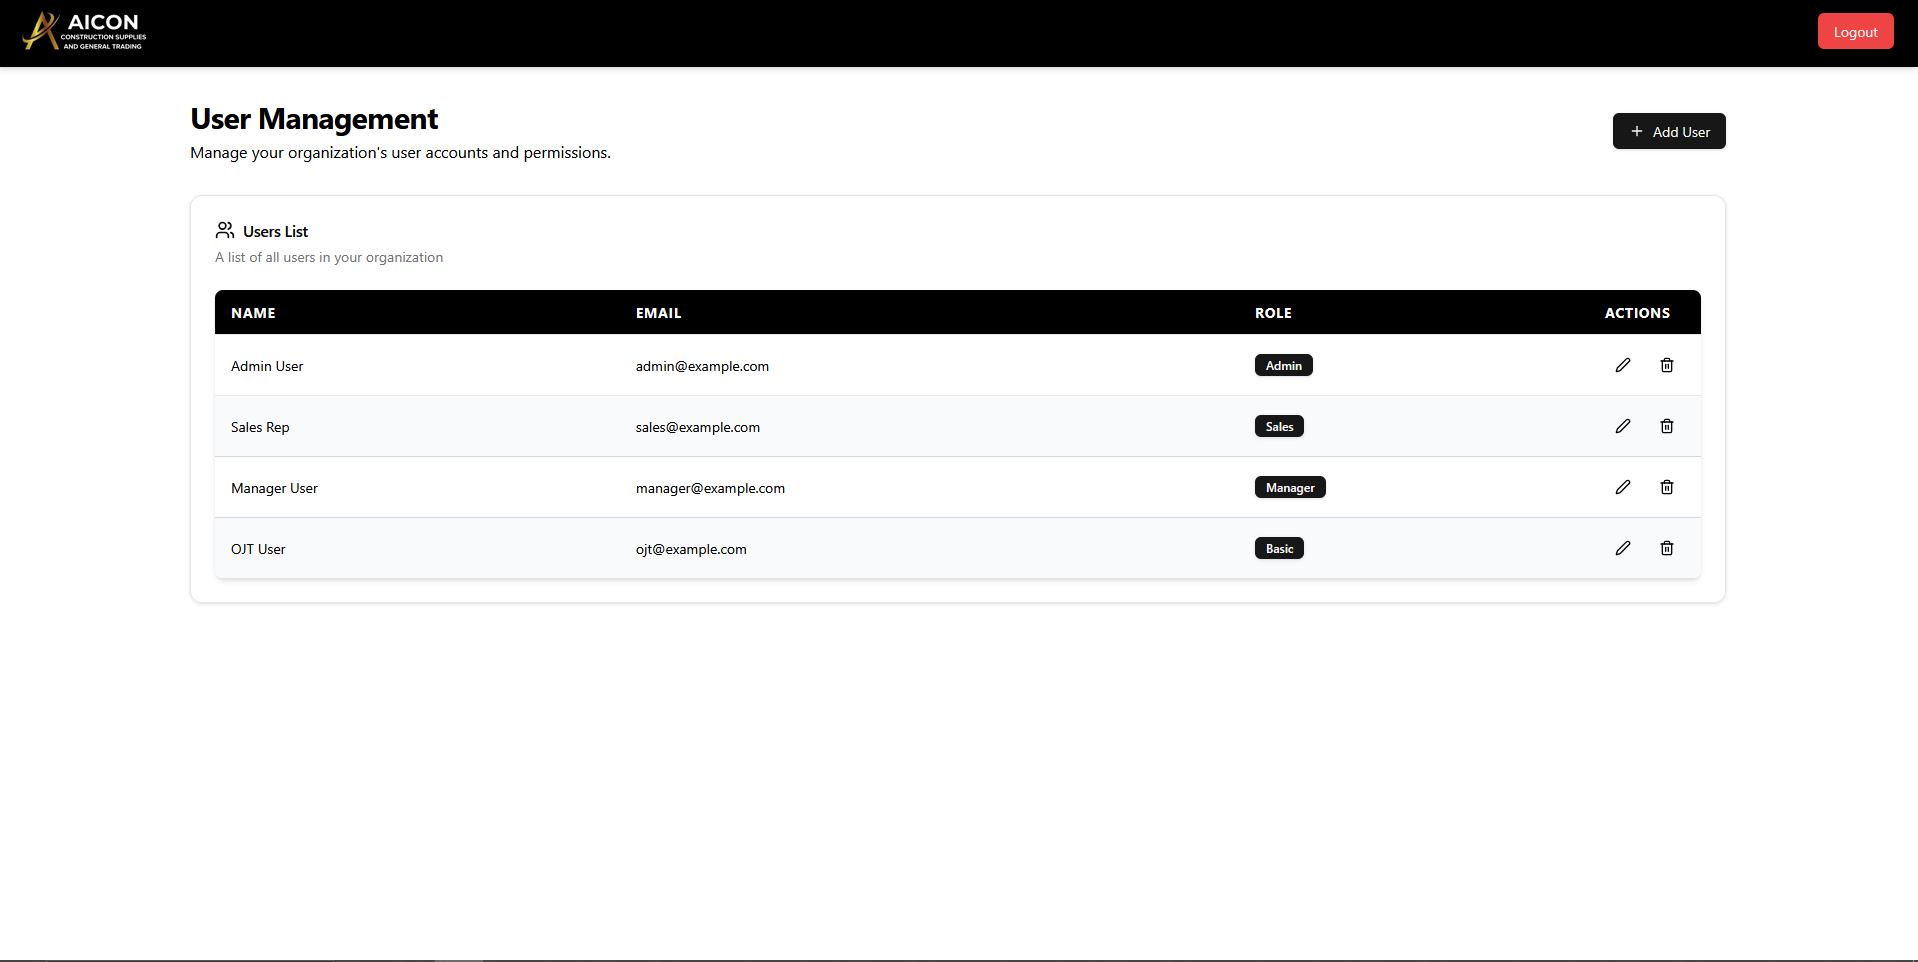 AICON
CONSTRUCTION SUPPLIES
AND GENERAL TRADING
Logout
User Management
Manage your organization's user accounts and permissions.
Add User
Users List
A list of all users in your organization
NAME EMAIL ROLE ACTIONS
Admin User admin@example.com Admin
Sales Rep sales@example.com Sales
Manager User manager@example.com Manager
OJT User ojt@example.com Basic